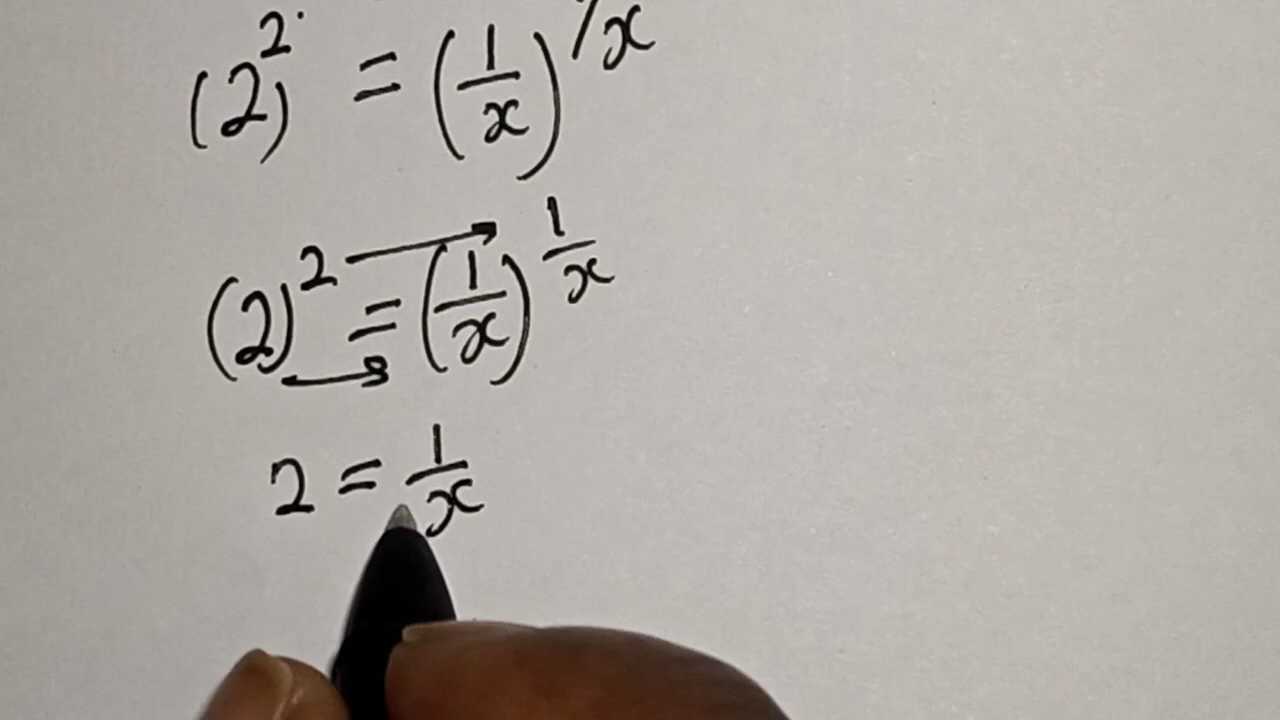 (2)^2 = (1/x)^1/x
(2)^2 = (1/x)^1/x
2 = 1/x